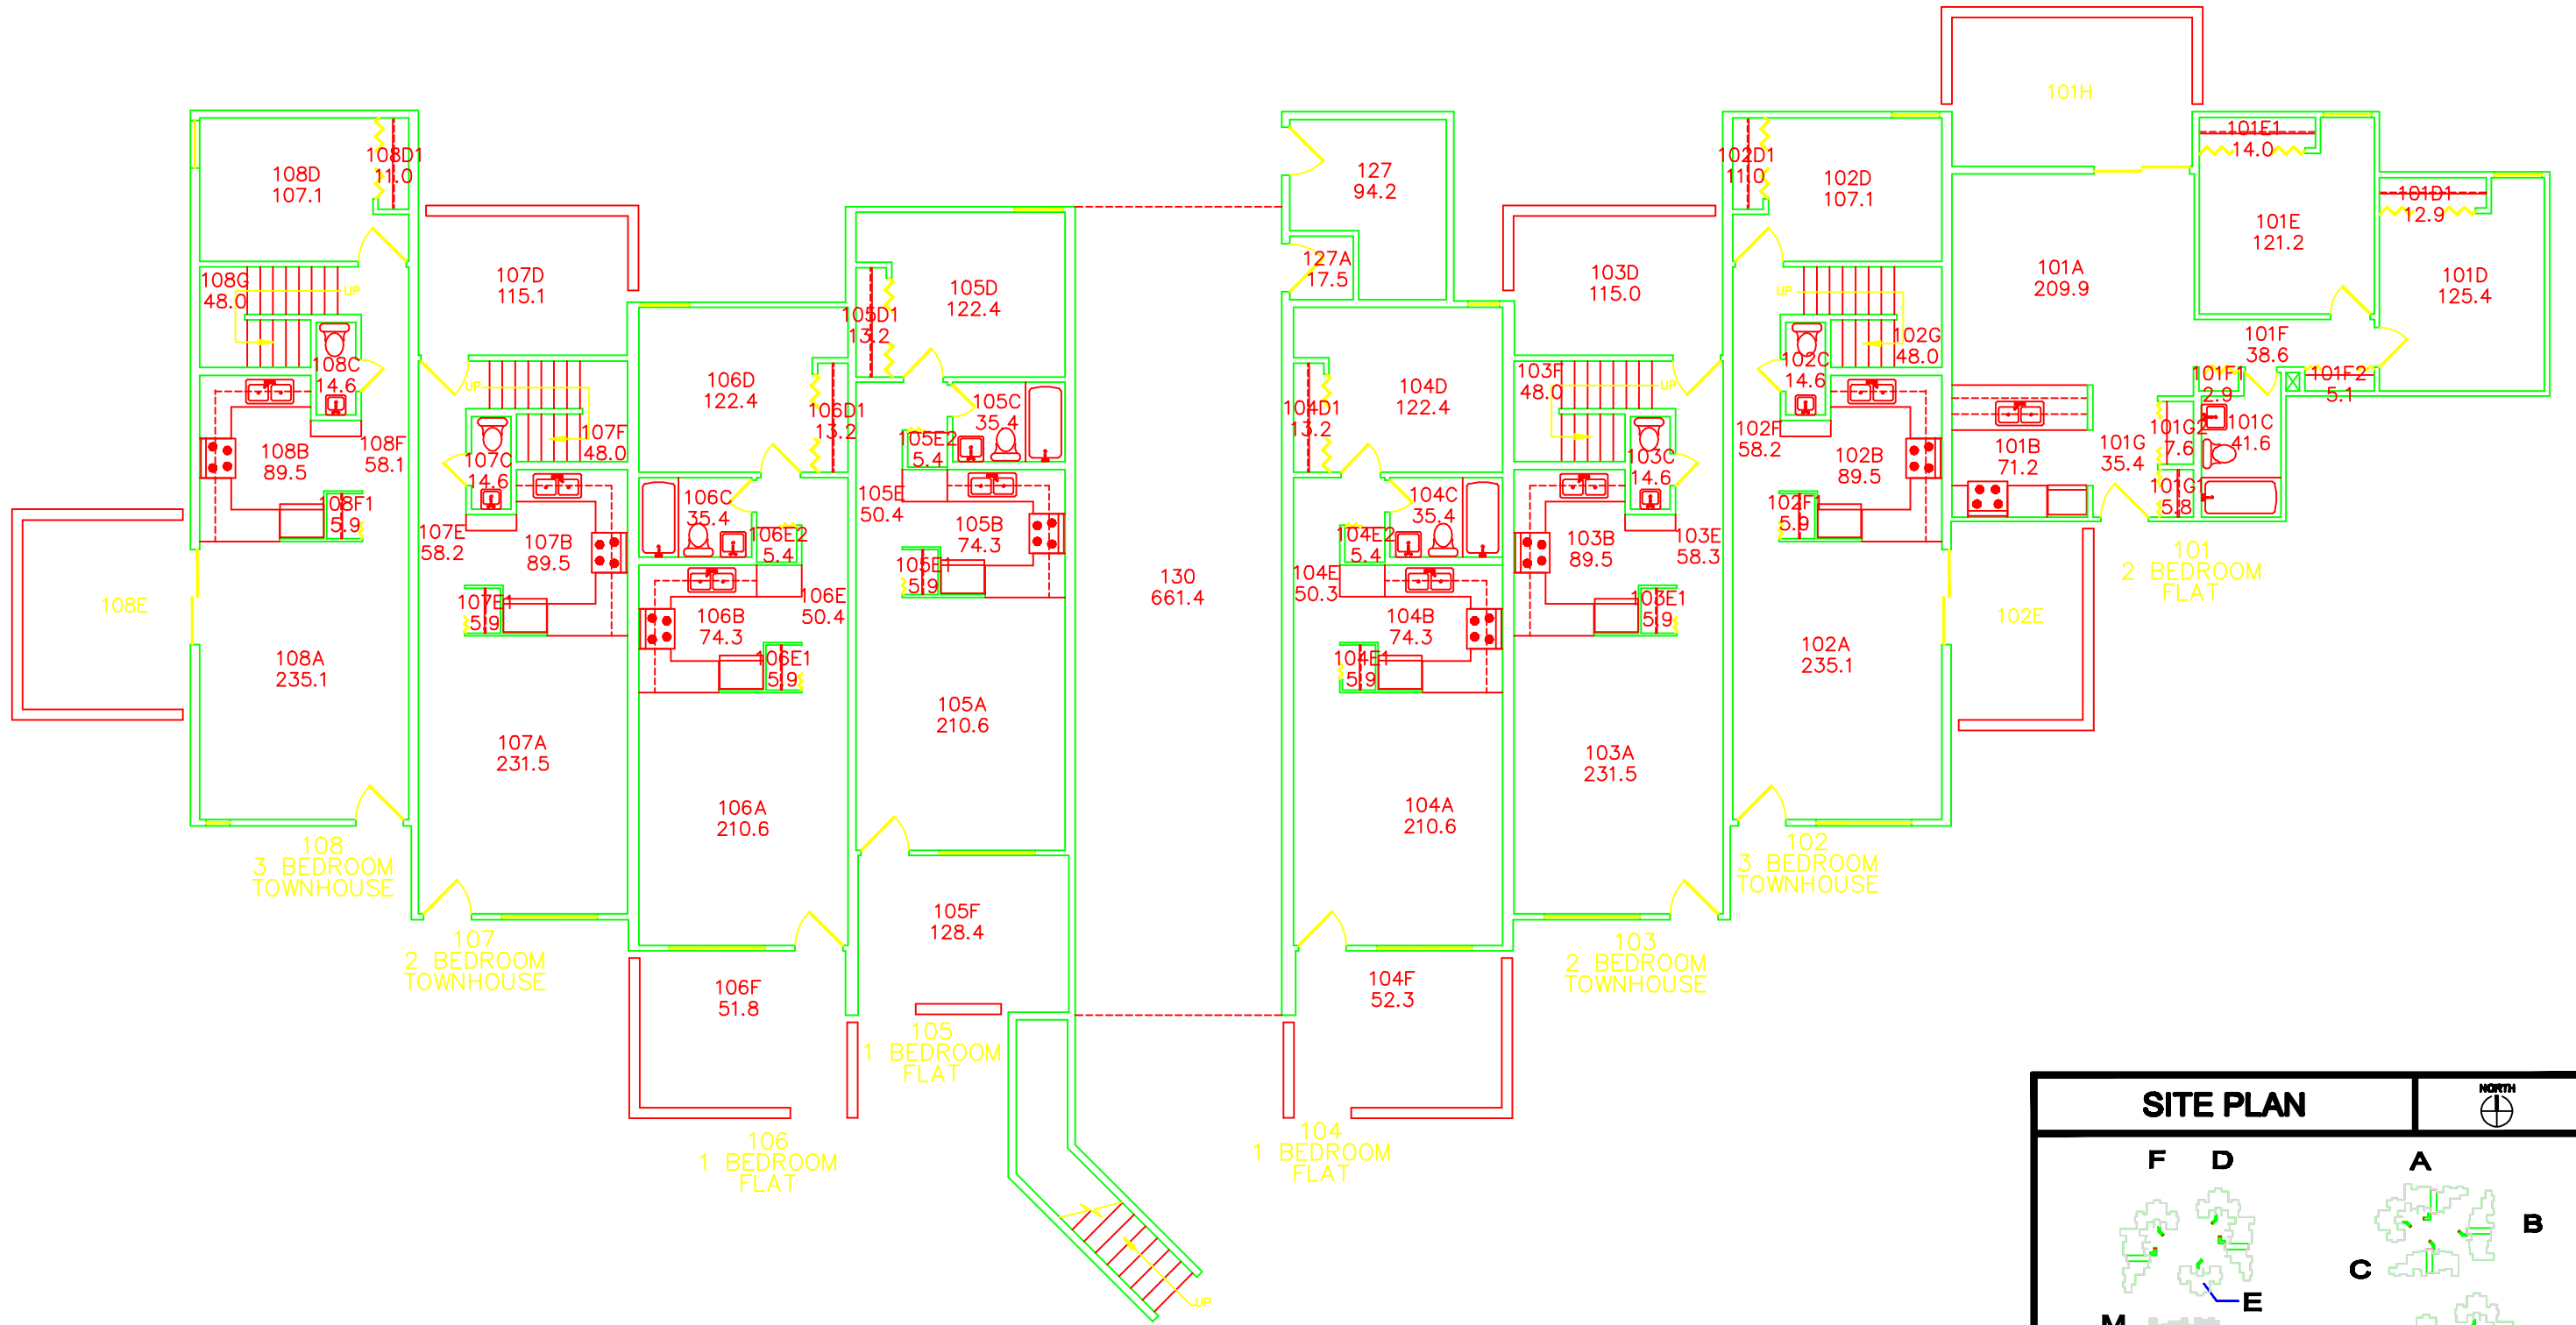 108D
107.1
108D1
11.0
108G
48.0
UP
108C
14.6
108B
89.5
108F
58.1
108F1
5.9
108E
108A
235.1
108
3 BEDROOM
TOWNHOUSE
107D
115.1
UP
107F
48.0
107C
14.6
107E
58.2
107B
89.5
107E1
5.9
107A
231.5
107
2 BEDROOM
TOWNHOUSE
106D
122.4
106D1
13.2
106C
35.4
106E2
5.4
106B
74.3
106E
50.4
106E1
5.9
106A
210.6
106F
51.8
106
1 BEDROOM
FLAT
105D
122.4
105D1
13.2
105C
35.4
105E2
5.4
105E
50.4
105B
74.3
105E1
5.9
105A
210.6
105F
128.4
105
1 BEDROOM
FLAT
130
661.4
UP
127
94.2
127A
17.5
104D
122.4
104D1
13.2
104C
35.4
104E2
5.4
104E
50.3
104B
74.3
104E1
5.9
104A
210.6
104F
52.3
104
1 BEDROOM
FLAT
103D
115.0
103F
48.0
UP
103C
14.6
103B
89.5
103E
58.3
103E1
5.9
103A
231.5
103
2 BEDROOM
TOWNHOUSE
102D1
11.0
102D
107.1
UP
102G
48.0
102C
14.6
102F
58.2
102B
89.5
102F1
5.9
102A
235.1
102E
102
3 BEDROOM
TOWNHOUSE
101H
101E1
14.0
101E
121.2
101D1
12.9
101D
125.4
101A
209.9
101F
38.6
101F1
2.9
101F2
5.1
101B
71.2
101G
35.4
101G2
7.6
101C
41.6
101G1
5.8
101
2 BEDROOM
FLAT
SITE PLAN
NORTH
F D A
B
C
E
M